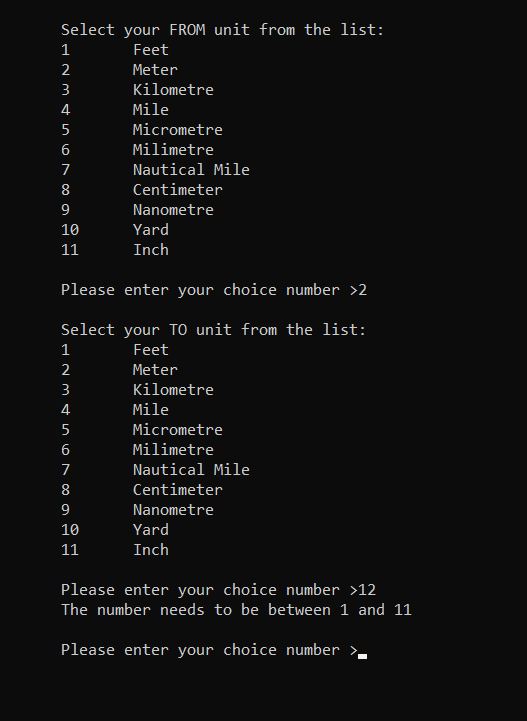 Select your FROM unit from the list:
1 Feet
2 Meter
3 Kilometre
4 Mile
5 Micrometre
6 Milimetre
7 Nautical Mile
8 Centimeter
9 Nanometre
10 Yard
11 Inch
Please enter your choice number >2
Select your TO unit from the list:
1 Feet
2 Meter
3 Kilometre
4 Mile
5 Micrometre
6 Milimetre
7 Nautical Mile
8 Centimeter
9 Nanometre
10 Yard
11 Inch
Please enter your choice number >12
The number needs to be between 1 and 11
Please enter your choice number >